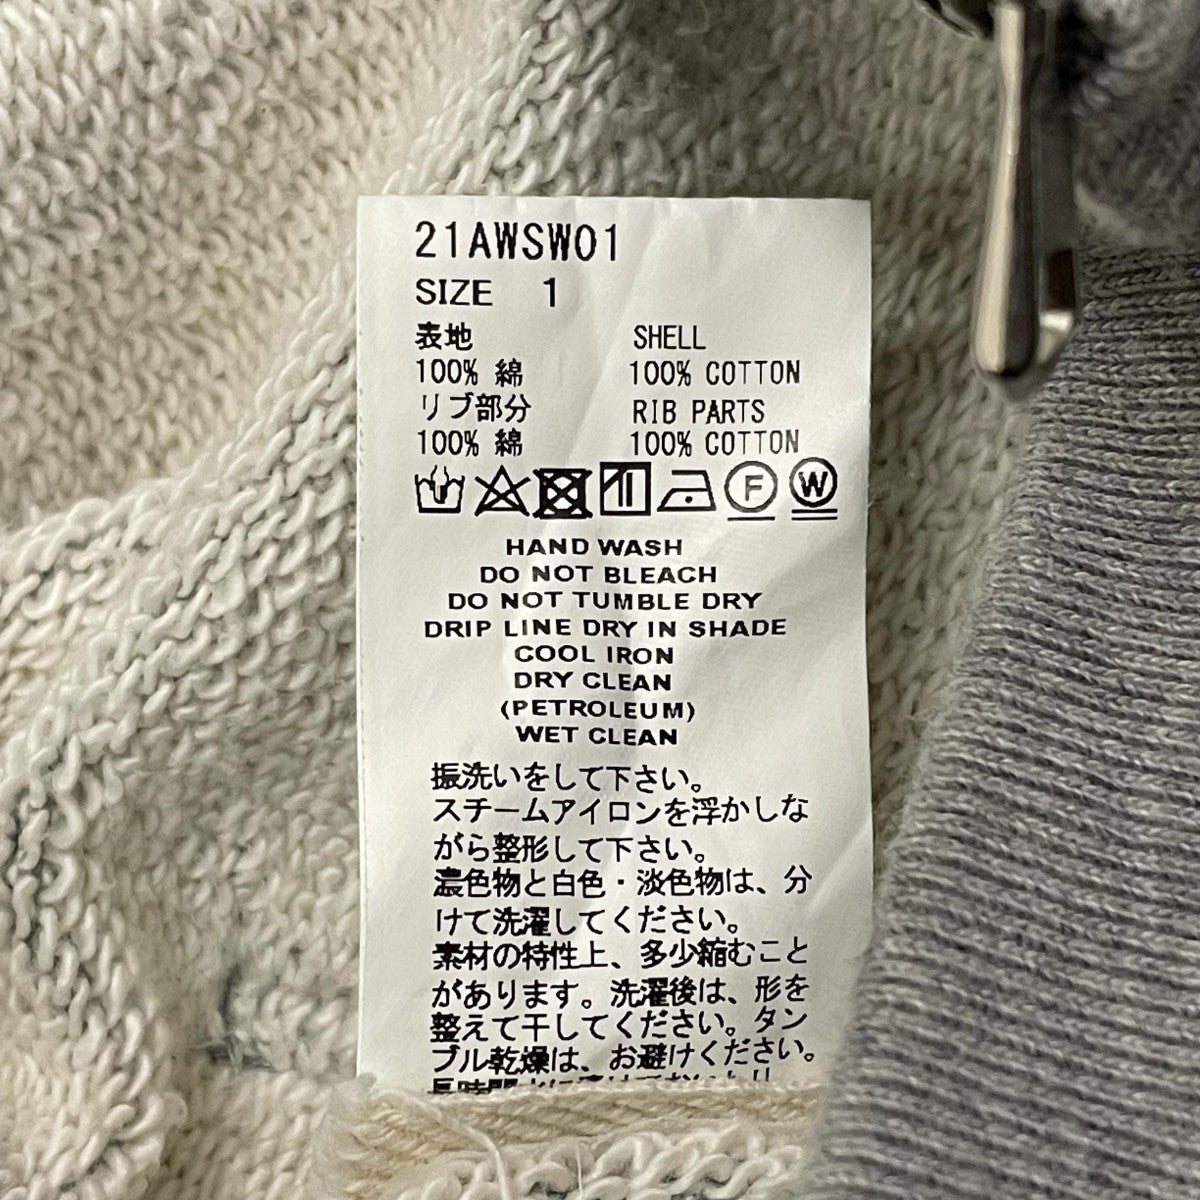 21AWSW01
SIZE 1
表地 SHELL
100% 綿 100% COTTON
リブ部分 RIB PARTS
100% 綿 100% COTTON
F W
HAND WASH
DO NOT BLEACH
DO NOT TUMBLE DRY
DRIP LINE DRY IN SHADE
COOL IRON
DRY CLEAN
(PETROLEUM)
WET CLEAN
振洗いをして下さい。
スチームアイロンを浮かしな
がら整形して下さい。
濃色物と白色・淡色物は、分
けて洗濯してください。
素材の特性上、多少縮むこと
があります。洗濯後は、形を
整えて干してください。タン
ブル乾燥は、お避けください。